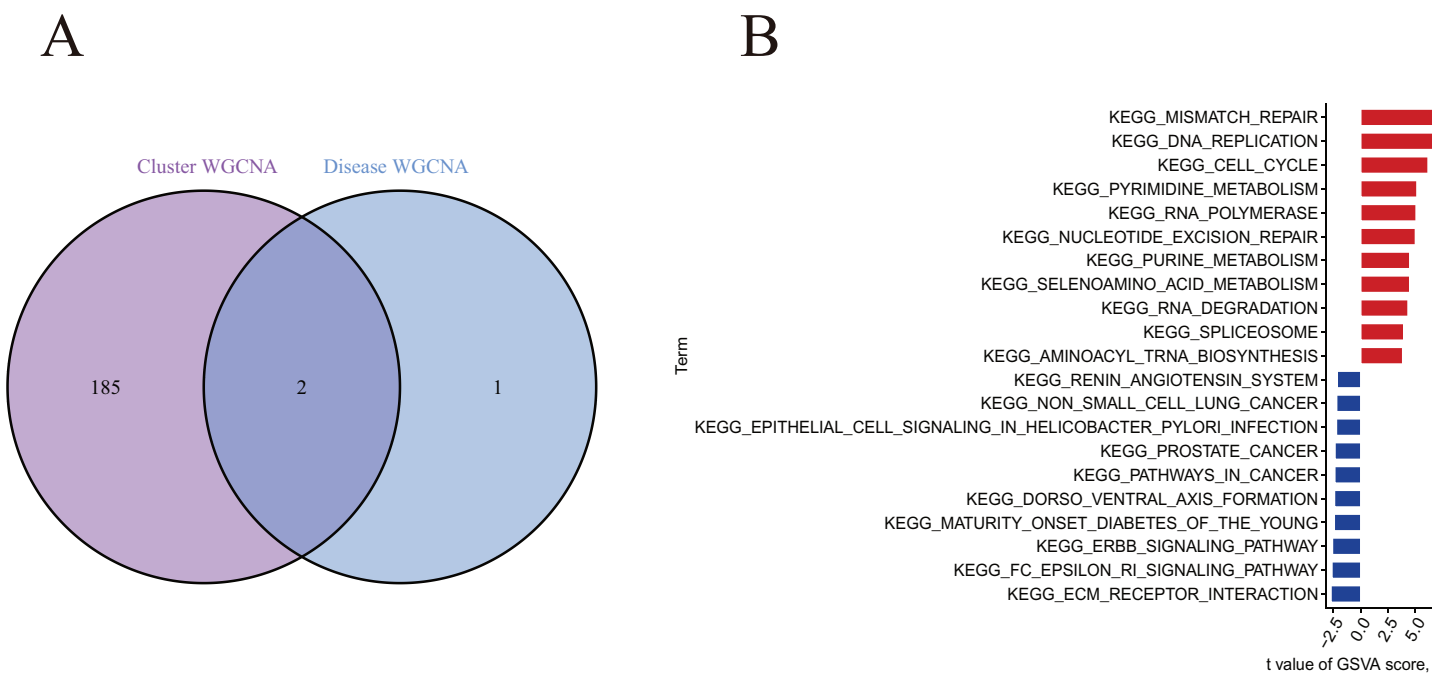 A
B
Cluster WGCNA
Disease WGCNA
185
2
1
Term
KEGG_MISMATCH_REPAIR
KEGG_DNA_REPLICATION
KEGG_CELL_CYCLE
KEGG_PYRIMIDINE_METABOLISM
KEGG_RNA_POLYMERASE
KEGG_NUCLEOTIDE_EXCISION_REPAIR
KEGG_PURINE_METABOLISM
KEGG_SELENOAMINO_ACID_METABOLISM
KEGG_RNA_DEGRADATION
KEGG_SPLICEOSOME
KEGG_AMINOACYL_TRNA_BIOSYNTHESIS
KEGG_RENIN_ANGIOTENSIN_SYSTEM
KEGG_NON_SMALL_CELL_LUNG_CANCER
KEGG_EPITHELIAL_CELL_SIGNALING_IN_HELICOBACTER_PYLORI_INFECTION
KEGG_PROSTATE_CANCER
KEGG_PATHWAYS_IN_CANCER
KEGG_DORSO_VENTRAL_AXIS_FORMATION
KEGG_MATURITY_ONSET_DIABETES_OF_THE_YOUNG
KEGG_ERBB_SIGNALING_PATHWAY
KEGG_FC_EPSILON_RI_SIGNALING_PATHWAY
KEGG_ECM_RECEPTOR_INTERACTION
−2.5
0.0
2.5
5.0
t value of GSVA score,